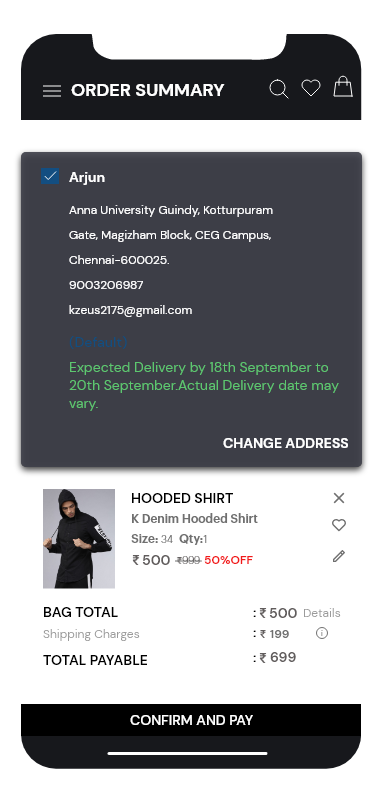 ORDER SUMMARY
Arjun
Anna University Guindy, Kotturpuram
Gate, Magizham Block, CEG Campus,
Chennai-600025.
9003206987
kzeus2175@gmail.com
Expected Delivery by 18th September to
20th September.Actual Delivery date may
vary.
CHANGE ADDRESS
HOODED SHIRT
K Denim Hooded Shirt
Size: 34 Qty:1
₹ 500 ₹999 50%OFF
BAG TOTAL : ₹ 500 Details
Shipping Charges : ₹ 199
TOTAL PAYABLE : ₹ 699
CONFIRM AND PAY